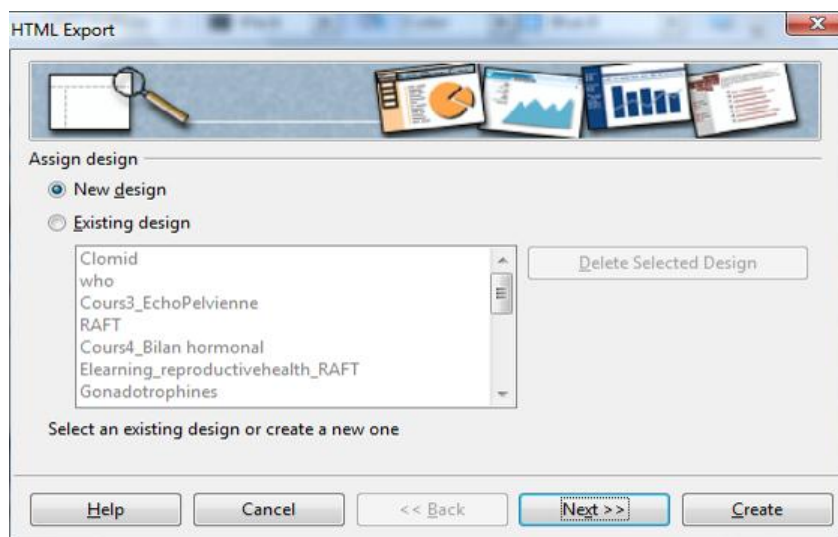 HTML Export
Assign design
New design
Existing design
Clomid
who
Cours3_EchoPelvienne
RAFT
Cours4_Bilan hormonal
Elearning_reproductivehealth_RAFT
Gonadotrophines
Delete Selected Design
Select an existing design or create a new one
Help Cancel << Back Next >> Create